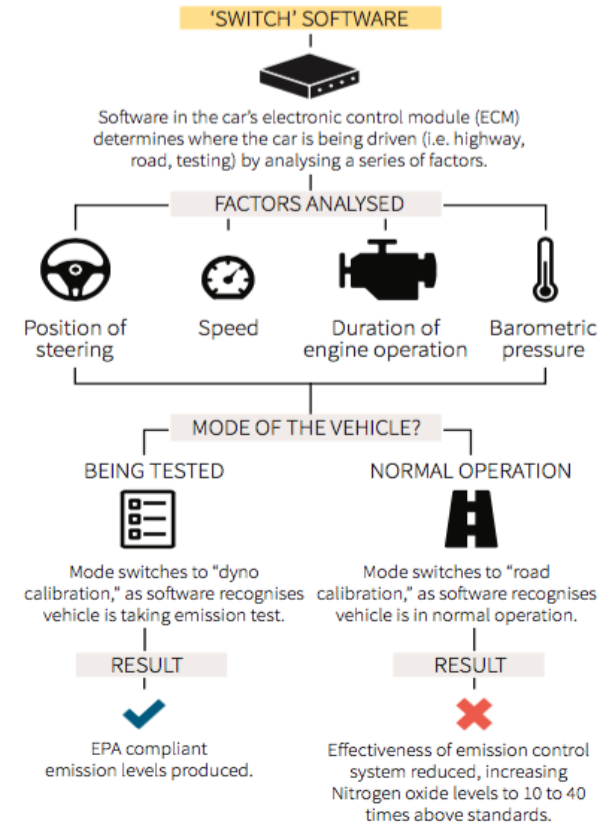 ‘SWITCH’ SOFTWARE
Software in the car’s electronic control module (ECM)
determines where the car is being driven (i.e. highway,
road, testing) by analysing a series of factors.
FACTORS ANALYSED
Position of
steering
Speed
Duration of
engine operation
Barometric
pressure
MODE OF THE VEHICLE?
BEING TESTED
Mode switches to “dyno
calibration,” as software recognises
vehicle is taking emission test.
RESULT
EPA compliant
emission levels produced.
NORMAL OPERATION
Mode switches to “road
calibration,” as software recognises
vehicle is in normal operation.
RESULT
Effectiveness of emission control
system reduced, increasing
Nitrogen oxide levels to 10 to 40
times above standards.